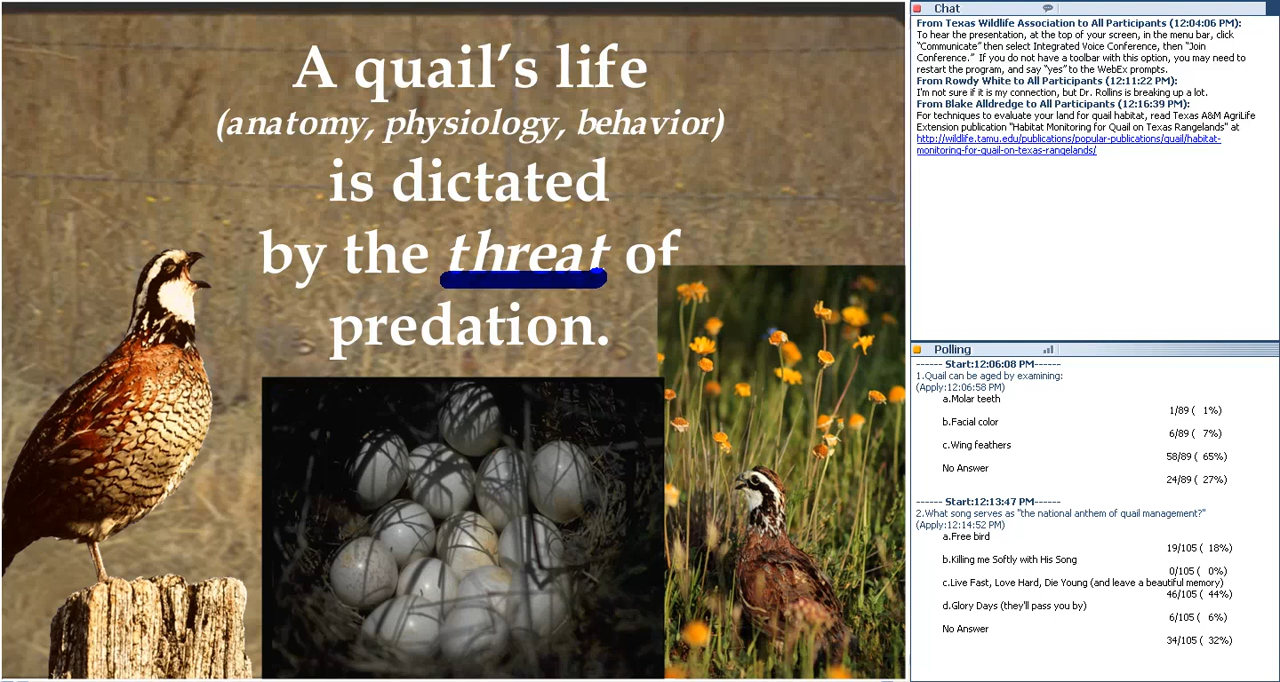 A quail’s life
(anatomy, physiology, behavior)
is dictated
by the threat of
predation.
Chat
From Texas Wildlife Association to All Participants (12:04:06 PM):
To hear the presentation, at the top of your screen, in the menu bar, click
"Communicate” then select Integrated Voice Conference, then “Join
Conference.”  If you do not have a toolbar with this option, you may need to
restart the program, and say “yes” to the WebEx prompts.
From Rowdy White to All Participants (12:11:22 PM):
I'm not sure if it is my connection, but Dr. Rollins is breaking up a lot.
From Blake Alldredge to All Participants (12:16:39 PM):
For techniques to evaluate your land for quail habitat, read Texas A&M AgriLife
Extension publication "Habitat Monitoring for Quail on Texas Rangelands" at
http://wildlife.tamu.edu/publications/popular-publications/quail/habitat-
monitoring-for-quail-on-texas-rangelands/
Polling
------ Start:12:06:08 PM------
1.Quail can be aged by examining:
(Apply:12:06:58 PM)
a.Molar teeth
1/89 ( 1%)
b.Facial color
6/89 ( 7%)
c.Wing feathers
58/89 ( 65%)
No Answer
24/89 ( 27%)
------ Start:12:13:47 PM------
2.What song serves as "the national anthem of quail management?"
(Apply:12:14:52 PM)
a.Free bird
19/105 ( 18%)
b.Killing me Softly with His Song
0/105 ( 0%)
c.Live Fast, Love Hard, Die Young (and leave a beautiful memory)
46/105 ( 44%)
d.Glory Days (they'll pass you by)
6/105 ( 6%)
No Answer
34/105 ( 32%)